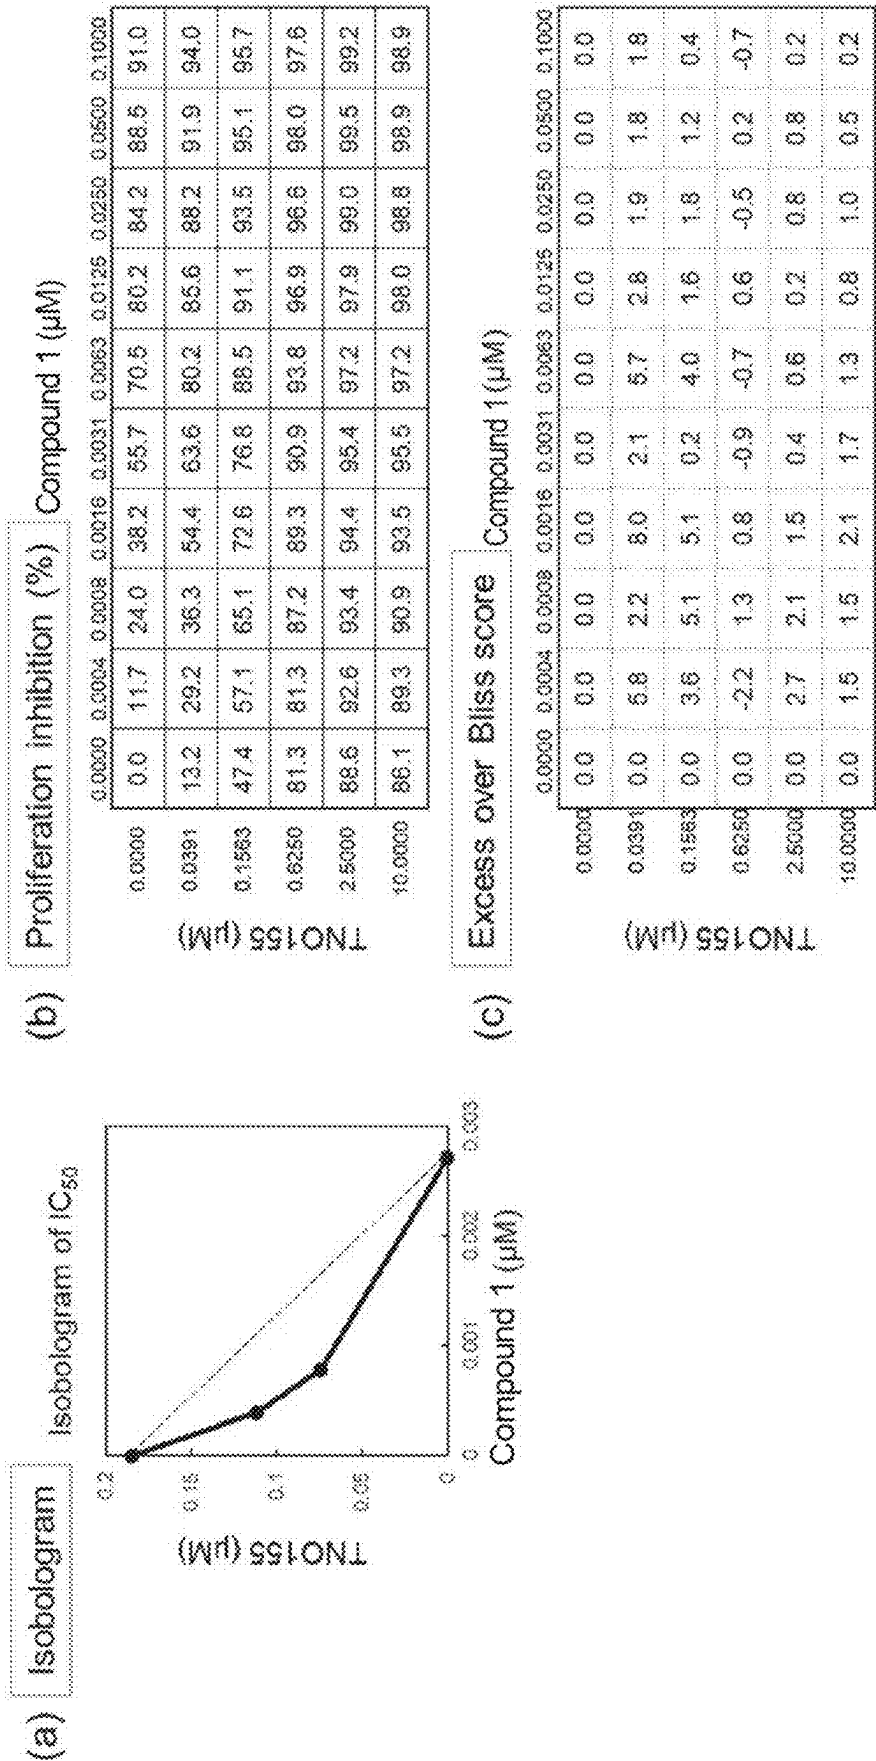 (a) Isobologram
Isobologram of IC50
TNO155 (μM)
0.2
0.15
0.1
0.05
0
0 0.001 0.002 0.003
Compound 1 (μM)
(b) Proliferation inhibition (%) Compound 1 (μM)
0.0000 0.0004 0.0008 0.0016 0.0031 0.0063 0.0125 0.0250 0.0500 0.1000
TNO155 (μM)
0.0000 0.0 11.7 24.0 38.2 55.7 70.5 80.2 84.2 88.5 91.0
0.0391 13.2 29.2 36.3 54.4 63.6 80.2 85.6 88.2 91.9 94.0
0.1563 47.4 57.1 65.1 72.6 76.8 88.5 91.1 93.5 95.1 95.7
0.6250 81.3 81.3 87.2 89.3 90.9 93.8 96.9 96.6 98.0 97.6
2.5000 88.6 92.6 93.4 94.4 95.4 97.2 97.9 99.0 99.5 99.2
10.0000 86.1 89.3 90.9 93.5 95.5 97.2 98.0 98.8 98.9 98.9
(c) Excess over Bliss score Compound 1 (μM)
0.0000 0.0004 0.0008 0.0016 0.0031 0.0063 0.0125 0.0250 0.0500 0.1000
TNO155 (μM)
0.0000 0.0 0.0 0.0 0.0 0.0 0.0 0.0 0.0 0.0 0.0
0.0391 0.0 5.8 2.2 8.0 2.1 5.7 2.8 1.9 1.8 1.8
0.1563 0.0 3.6 5.1 5.1 0.2 4.0 1.6 1.8 1.2 0.4
0.6250 0.0 -2.2 1.3 0.8 -0.9 -0.7 0.6 -0.5 0.2 -0.7
2.5000 0.0 2.7 2.1 1.5 0.4 0.6 0.2 0.8 0.8 0.2
10.0000 0.0 1.5 1.5 2.1 1.7 1.3 0.8 1.0 0.5 0.2